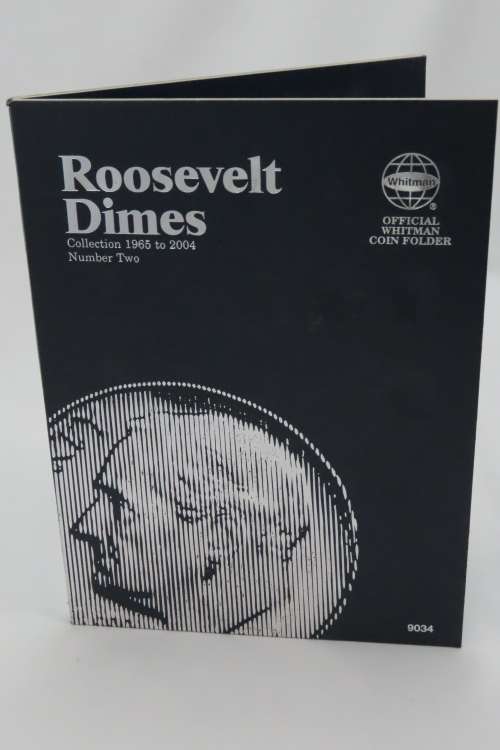 Roosevelt
Dimes
Collection 1965 to 2004
Number Two
Whitman
®
OFFICIAL
WHITMAN
COIN FOLDER
9034